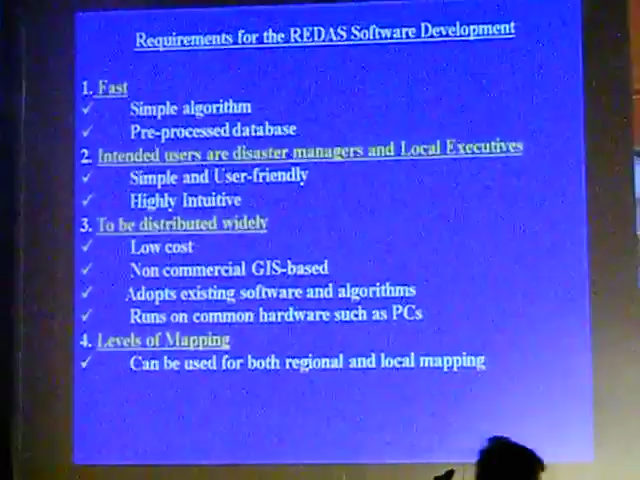 Requirements for the REDAS Software Development
1. Fast
✓ Simple algorithm
✓ Pre-processed database
2. Intended users are disaster managers and Local Executives
✓ Simple and User-friendly
✓ Highly Intuitive
3. To be distributed widely
✓ Low cost
✓ Non commercial GIS-based
✓ Adopts existing software and algorithms
✓ Runs on common hardware such as PCs
4. Levels of Mapping
✓ Can be used for both regional and local mapping